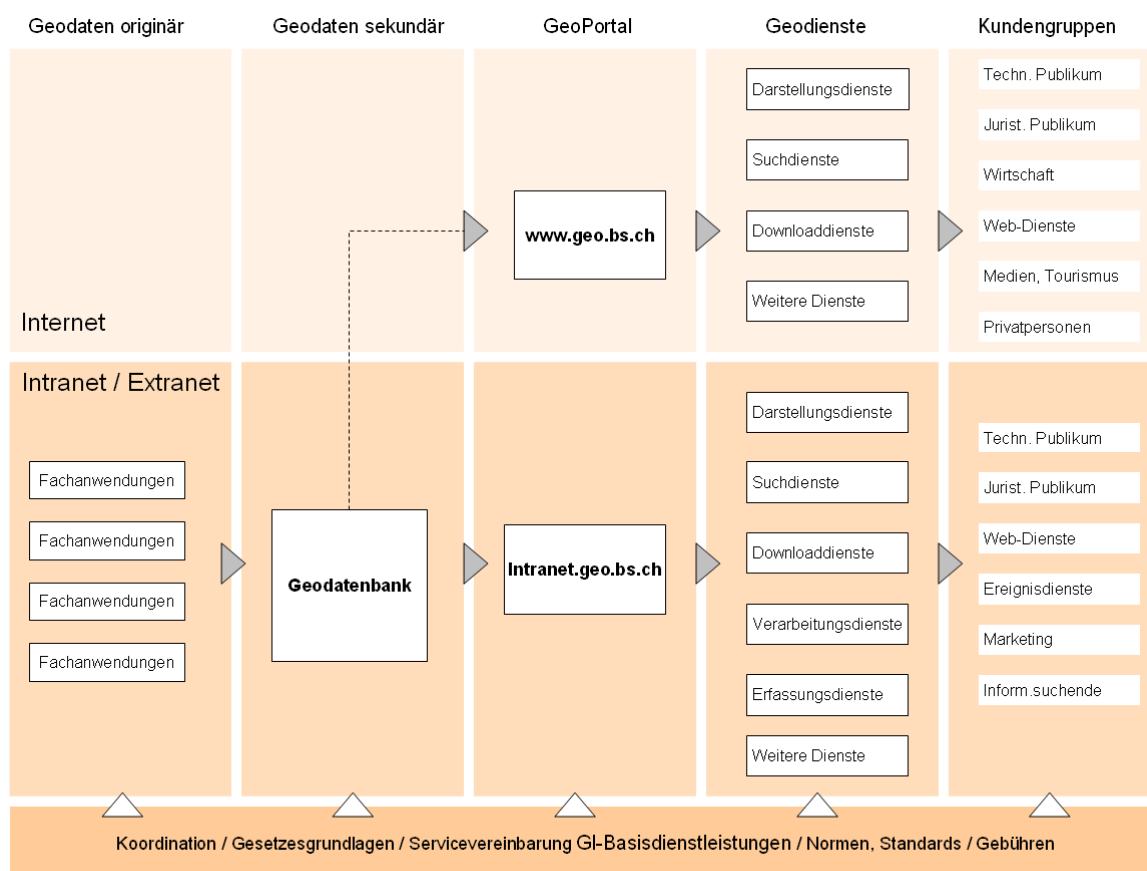 Geodaten originär
Geodaten sekundär
GeoPortal
Geodienste
Kundengruppen
Internet
www.geo.bs.ch
Darstellungsdienste
Suchdienste
Downloaddienste
Weitere Dienste
Techn. Publikum
Jurist. Publikum
Wirtschaft
Web-Dienste
Medien, Tourismus
Privatpersonen
Intranet / Extranet
Fachanwendungen
Fachanwendungen
Fachanwendungen
Fachanwendungen
Geodatenbank
Intranet.geo.bs.ch
Darstellungsdienste
Suchdienste
Downloaddienste
Verarbeitungsdienste
Erfassungsdienste
Weitere Dienste
Techn. Publikum
Jurist. Publikum
Web-Dienste
Ereignisdienste
Marketing
Inform.suchende
Koordination / Gesetzesgrundlagen / Servicevereinbarung GI-Basisdienstleistungen / Normen, Standards / Gebühren